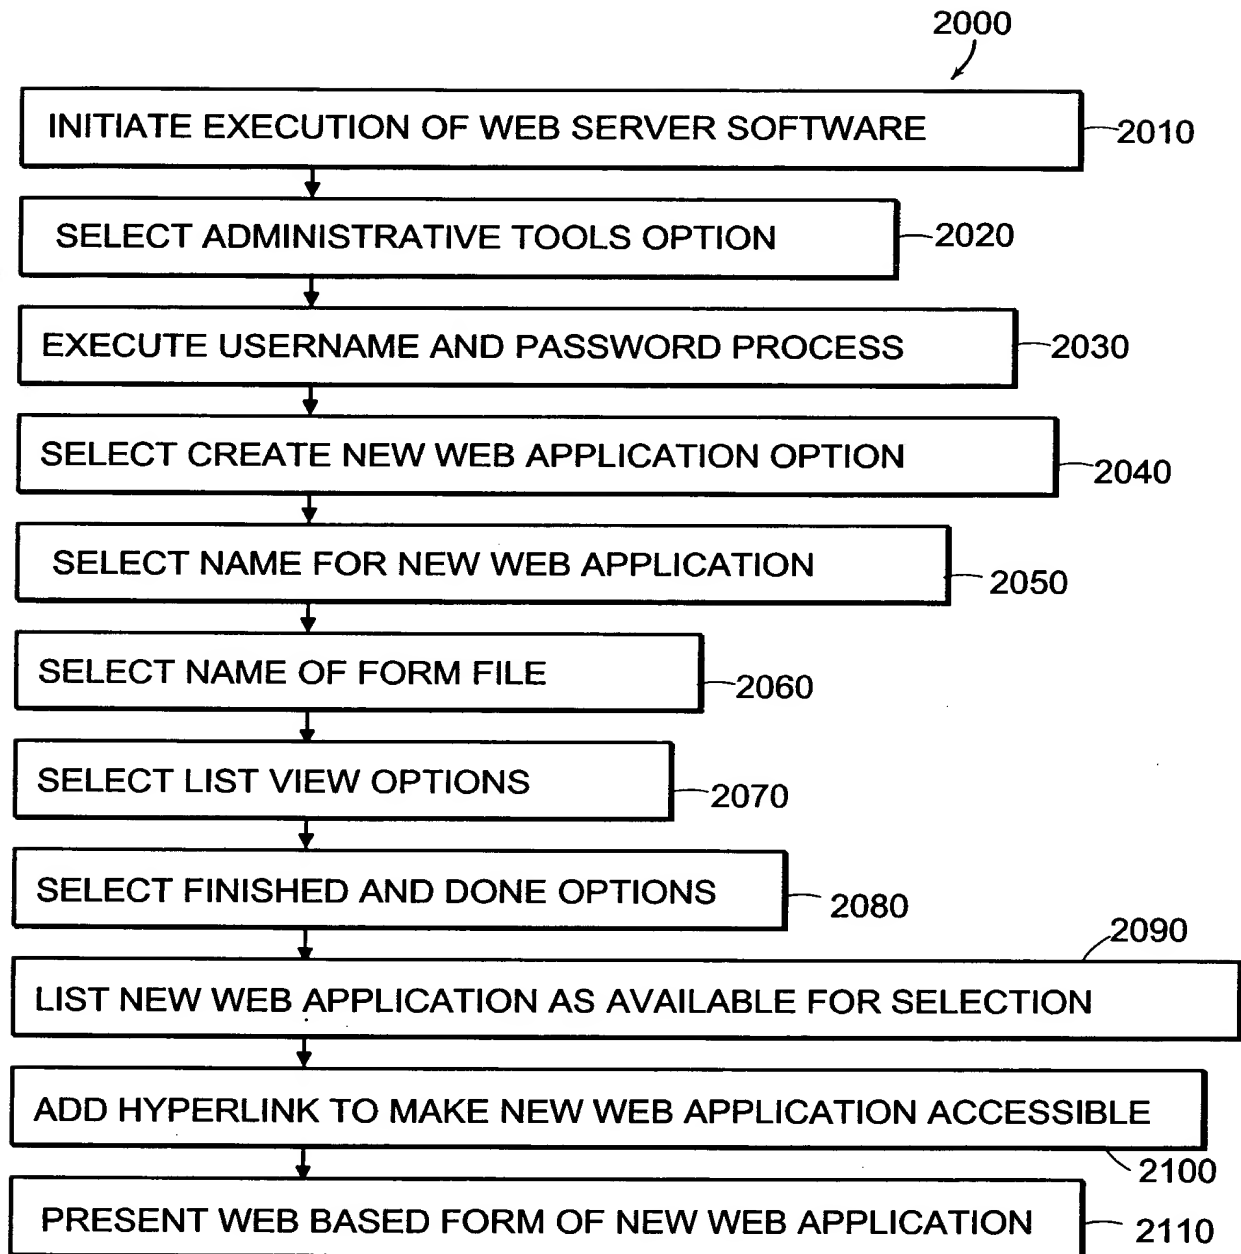 2000
INITIATE EXECUTION OF WEB SERVER SOFTWARE
2010
SELECT ADMINISTRATIVE TOOLS OPTION
2020
EXECUTE USERNAME AND PASSWORD PROCESS
2030
SELECT CREATE NEW WEB APPLICATION OPTION
2040
SELECT NAME FOR NEW WEB APPLICATION
2050
SELECT NAME OF FORM FILE
2060
SELECT LIST VIEW OPTIONS
2070
SELECT FINISHED AND DONE OPTIONS
2080
2090
LIST NEW WEB APPLICATION AS AVAILABLE FOR SELECTION
ADD HYPERLINK TO MAKE NEW WEB APPLICATION ACCESSIBLE
2100
PRESENT WEB BASED FORM OF NEW WEB APPLICATION
2110